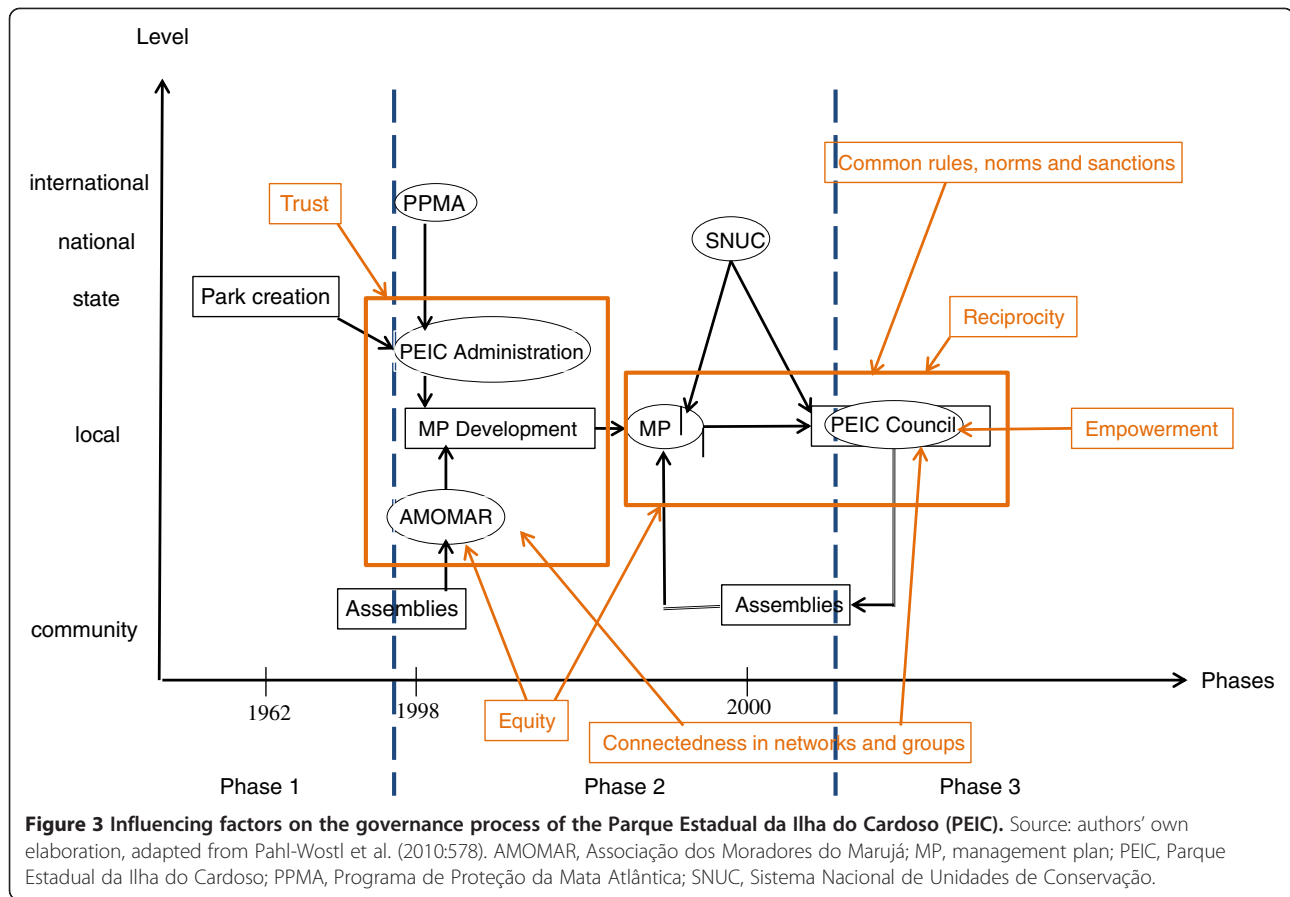 Level
international
national
state
local
community
Trust
PPMA
Common rules, norms and sanctions
SNUC
Park creation
Reciprocity
PEIC Administration
MP Development
MP
PEIC Council
Empowerment
AMOMAR
Assemblies
Assemblies
Phases
1962
1998
2000
Equity
Connectedness in networks and groups
Phase 1
Phase 2
Phase 3
Figure 3 Influencing factors on the governance process of the Parque Estadual da Ilha do Cardoso (PEIC). Source: authors' own
elaboration, adapted from Pahl-Wostl et al. (2010:578). AMOMAR, Associação dos Moradores do Marujá; MP, management plan; PEIC, Parque
Estadual da Ilha do Cardoso; PPMA, Programa de Proteção da Mata Atlântica; SNUC, Sistema Nacional de Unidades de Conservação.